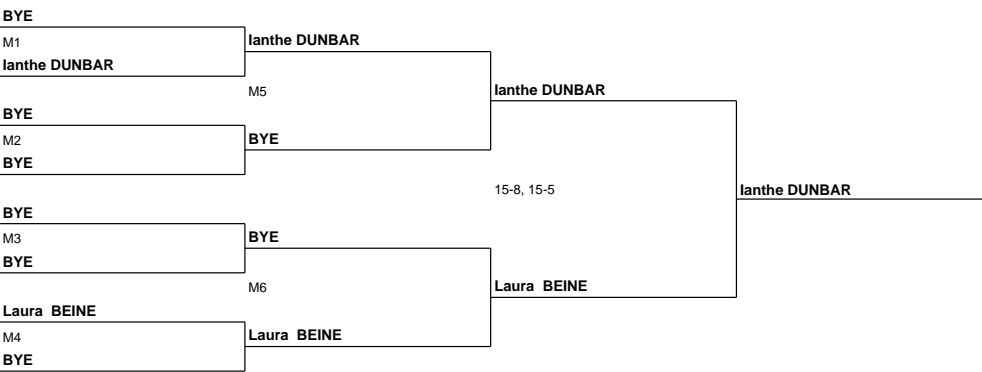 BYE
M1
Ianthe DUNBAR
BYE
M2
BYE
BYE
M3
BYE
Laura BEINE
M4
BYE
Ianthe DUNBAR
M5
BYE
BYE
M6
Laura BEINE
Ianthe DUNBAR
15-8, 15-5
Laura BEINE
Ianthe DUNBAR